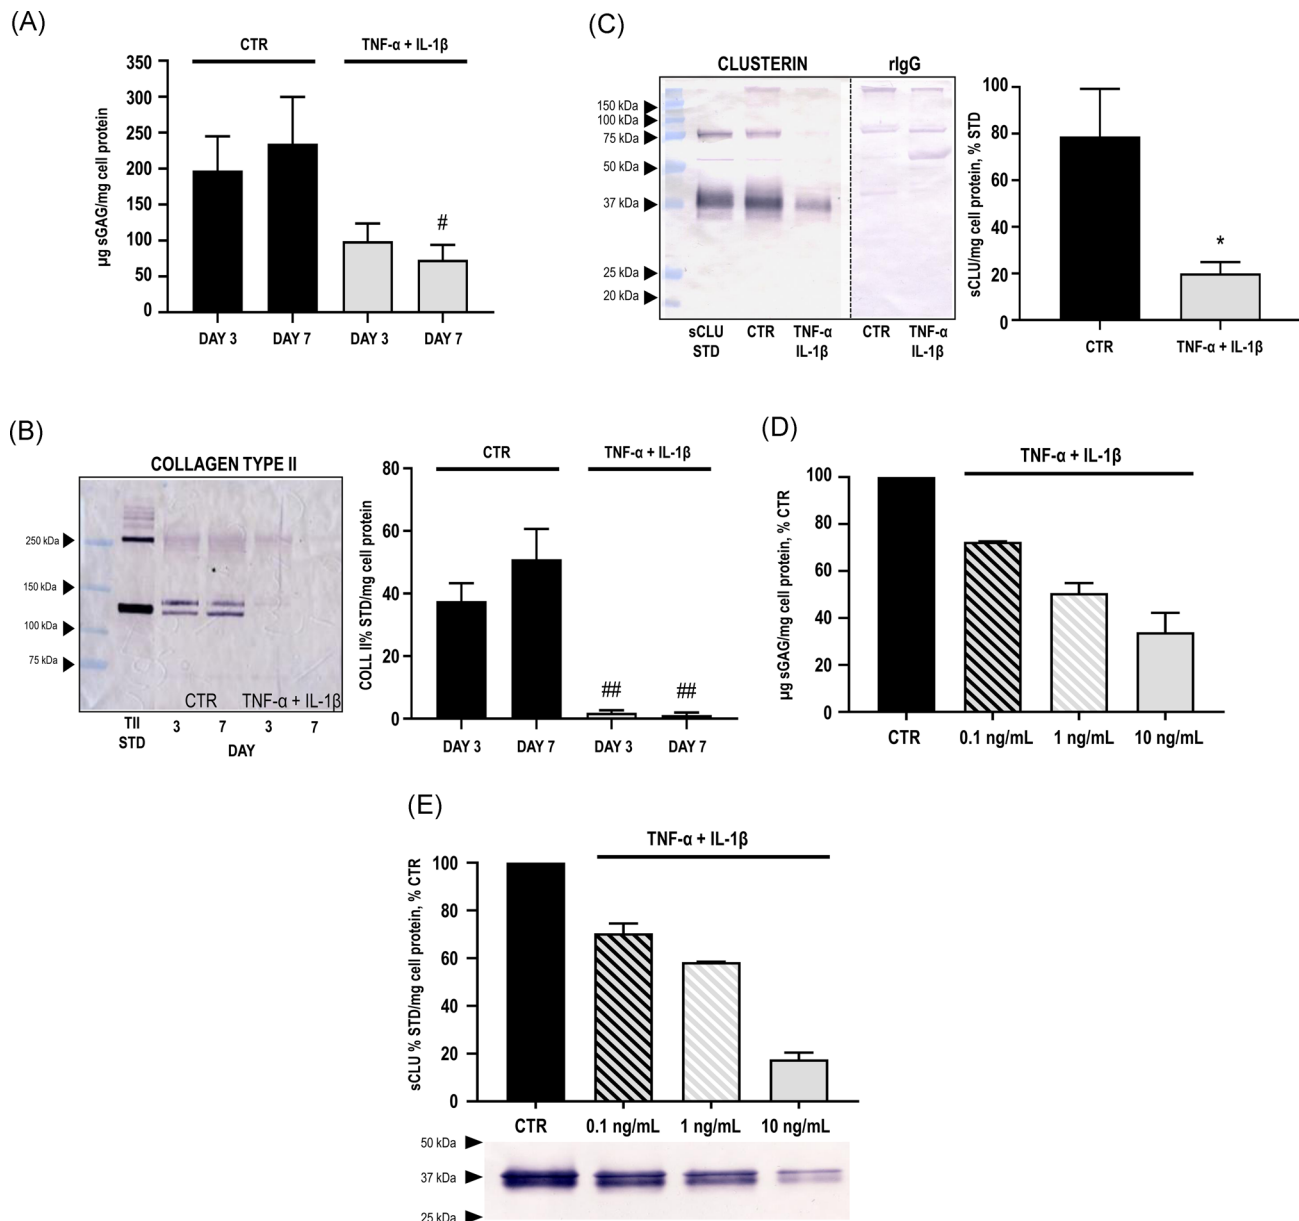 (A)
CTR
TNF-α + IL-1β
µg sGAG/mg cell protein
350
300
250
200
150
100
50
0
#
DAY 3
DAY 7
DAY 3
DAY 7
(C)
CLUSTERIN
rIgG
150 kDa
100 kDa
75 kDa
50 kDa
37 kDa
25 kDa
20 kDa
sCLU
STD
CTR
TNF-α
IL-1β
CTR
TNF-α
IL-1β
sCLU/mg cell protein, % STD
100
80
60
40
20
0
*
CTR
TNF-α + IL-1β
(B)
COLLAGEN TYPE II
250 kDa
150 kDa
100 kDa
75 kDa
CTR
TNF-α + IL-1β
TII
STD
3
7
3
7
DAY
CTR
TNF-α + IL-1β
COLL II% STD/mg cell protein
80
60
40
20
0
##
##
DAY 3
DAY 7
DAY 3
DAY 7
(D)
TNF-α + IL-1β
µg sGAG/mg cell protein, % CTR
100
80
60
40
20
0
CTR
0.1 ng/mL
1 ng/mL
10 ng/mL
(E)
TNF-α + IL-1β
sCLU % STD/mg cell protein, % CTR
100
80
60
40
20
0
CTR
0.1 ng/mL
1 ng/mL
10 ng/mL
50 kDa
37 kDa
25 kDa